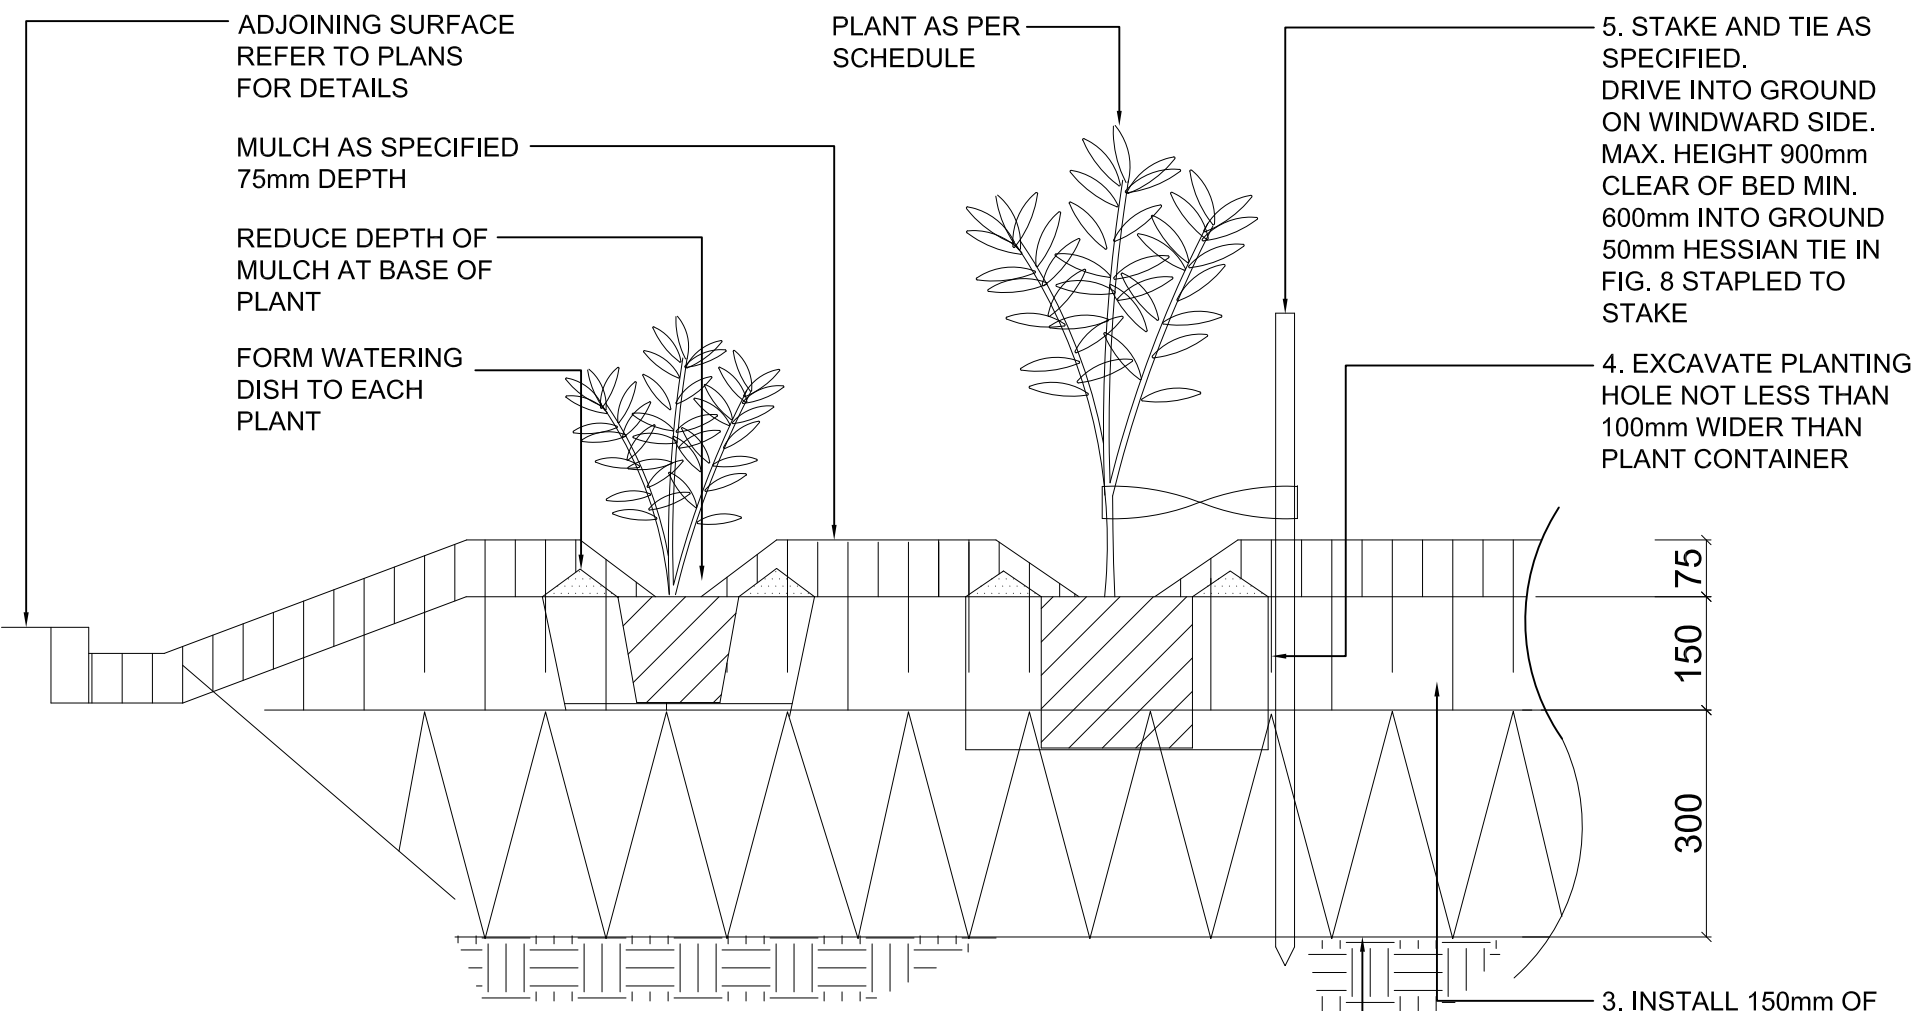 ADJOINING SURFACE
REFER TO PLANS
FOR DETAILS
MULCH AS SPECIFIED
75mm DEPTH
REDUCE DEPTH OF
MULCH AT BASE OF
PLANT
FORM WATERING
DISH TO EACH
PLANT
PLANT AS PER
SCHEDULE
5. STAKE AND TIE AS
SPECIFIED.
DRIVE INTO GROUND
ON WINDWARD SIDE.
MAX. HEIGHT 900mm
CLEAR OF BED MIN.
600mm INTO GROUND
50mm HESSIAN TIE IN
FIG. 8 STAPLED TO
STAKE
4. EXCAVATE PLANTING
HOLE NOT LESS THAN
100mm WIDER THAN
PLANT CONTAINER
75
150
300
3. INSTALL 150mm OF